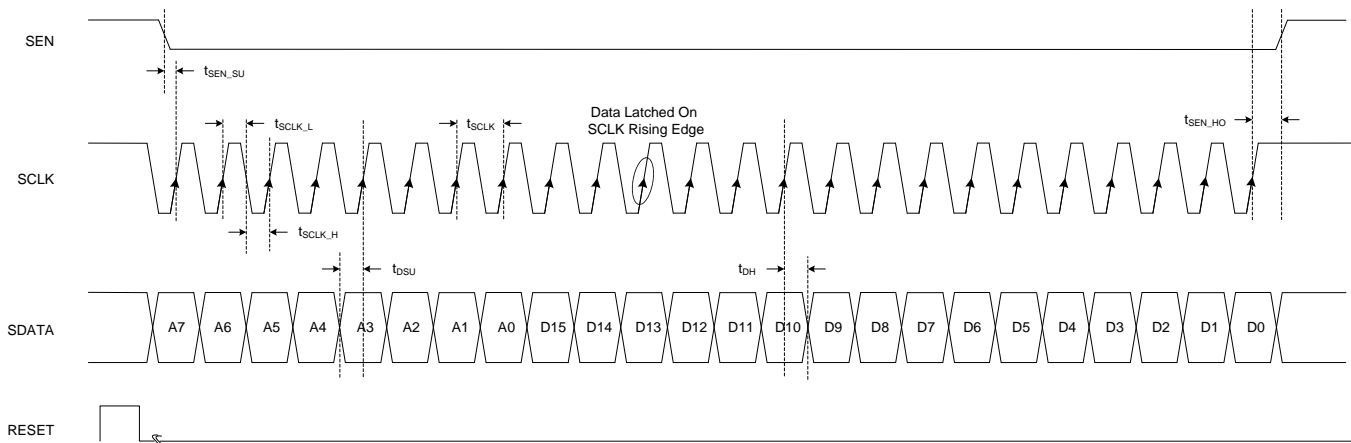 SEN
tSEN_SU
Data Latched On
SCLK Rising Edge
tSCLK_L
tSCLK
tSEN_HO
SCLK
tSCLK_H
tDSU
tDH
SDATA
A7 A6 A5 A4 A3 A2 A1 A0 D15 D14 D13 D12 D11 D10 D9 D8 D7 D6 D5 D4 D3 D2 D1 D0
RESET